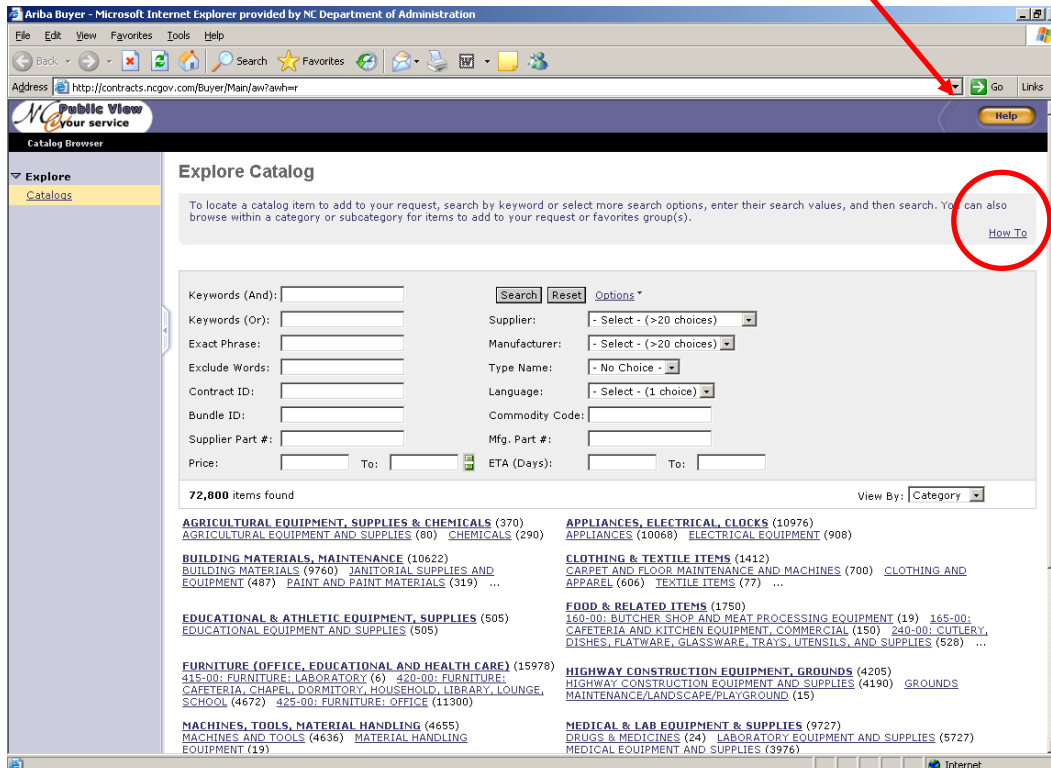 Ariba Buyer - Microsoft Internet Explorer provided by NC Department of Administration
File Edit View Favorites Tools Help
Back Search Favorites
Address http://contracts.ncgov.com/Buyer/Main/aw?awh=r Go Links
NC Public View
@your service
Help
Catalog Browser
Explore
Catalogs
Explore Catalog
To locate a catalog item to add to your request, search by keyword or select more search options, enter their search values, and then search. You can also
browse within a category or subcategory for items to add to your request or favorites group(s).
How To
Keywords (And): Search Reset Options
Keywords (Or): Supplier: - Select - (>20 choices)
Exact Phrase: Manufacturer: - Select - (>20 choices)
Exclude Words: Type Name: - No Choice -
Contract ID: Language: - Select - (1 choice)
Bundle ID: Commodity Code:
Supplier Part #: Mfg. Part #:
Price: To: ETA (Days): To:
72,800 items found View By: Category
AGRICULTURAL EQUIPMENT, SUPPLIES & CHEMICALS (370)
AGRICULTURAL EQUIPMENT AND SUPPLIES (80) CHEMICALS (290)
APPLIANCES, ELECTRICAL, CLOCKS (10976)
APPLIANCES (10068) ELECTRICAL EQUIPMENT (908)
BUILDING MATERIALS, MAINTENANCE (10622)
BUILDING MATERIALS (9760) JANITORIAL SUPPLIES AND
EQUIPMENT (487) PAINT AND PAINT MATERIALS (319) ...
CLOTHING & TEXTILE ITEMS (1412)
CARPET AND FLOOR MAINTENANCE AND MACHINES (700) CLOTHING AND
APPAREL (606) TEXTILE ITEMS (77) ...
EDUCATIONAL & ATHLETIC EQUIPMENT, SUPPLIES (505)
EDUCATIONAL EQUIPMENT AND SUPPLIES (505)
FOOD & RELATED ITEMS (1750)
160-00: BUTCHER SHOP AND MEAT PROCESSING EQUIPMENT (19) 165-00:
CAFETERIA AND KITCHEN EQUIPMENT, COMMERCIAL (150) 240-00: CUTLERY,
DISHES, FLATWARE, GLASSWARE, TRAYS, UTENSILS, AND SUPPLIES (528) ...
FURNITURE (OFFICE, EDUCATIONAL AND HEALTH CARE) (15978)
415-00: FURNITURE: LABORATORY (6) 420-00: FURNITURE:
CAFETERIA, CHAPEL, DORMITORY, HOUSEHOLD, LIBRARY, LOUNGE,
SCHOOL (4672) 425-00: FURNITURE: OFFICE (11300)
HIGHWAY CONSTRUCTION EQUIPMENT, GROUNDS (4205)
HIGHWAY CONSTRUCTION EQUIPMENT AND SUPPLIES (4190) GROUNDS
MAINTENANCE/LANDSCAPE/PLAYGROUND (15)
MACHINES, TOOLS, MATERIAL HANDLING (4655)
MACHINES AND TOOLS (4636) MATERIAL HANDLING
EQUIPMENT (19)
MEDICAL & LAB EQUIPMENT & SUPPLIES (9727)
DRUGS & MEDICINES (24) LABORATORY EQUIPMENT AND SUPPLIES (5727)
MEDICAL EQUIPMENT AND SUPPLIES (3976)
Internet